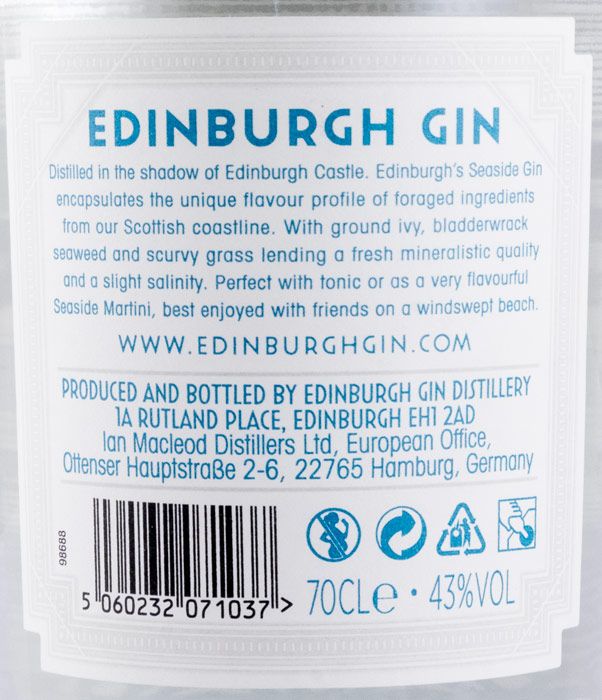 EDINBURGH GIN
Distilled in the shadow of Edinburgh Castle. Edinburgh's Seaside Gin
encapsulates the unique flavour profile of foraged ingredients
from our Scottish coastline. With ground ivy, bladderwrack
seaweed and scurvy grass lending a fresh mineralistic quality
and a slight salinity. Perfect with tonic or as a very flavourful
Seaside Martini, best enjoyed with friends on a windswept beach.
WWW.EDINBURGHGIN.COM
PRODUCED AND BOTTLED BY EDINBURGH GIN DISTILLERY
1A RUTLAND PLACE, EDINBURGH EH1 2AD
Ian Macleod Distillers Ltd, European Office,
Ottenser Hauptstraße 2-6, 22765 Hamburg, Germany
98688
5 060232 071037 >
70CLe · 43%VOL